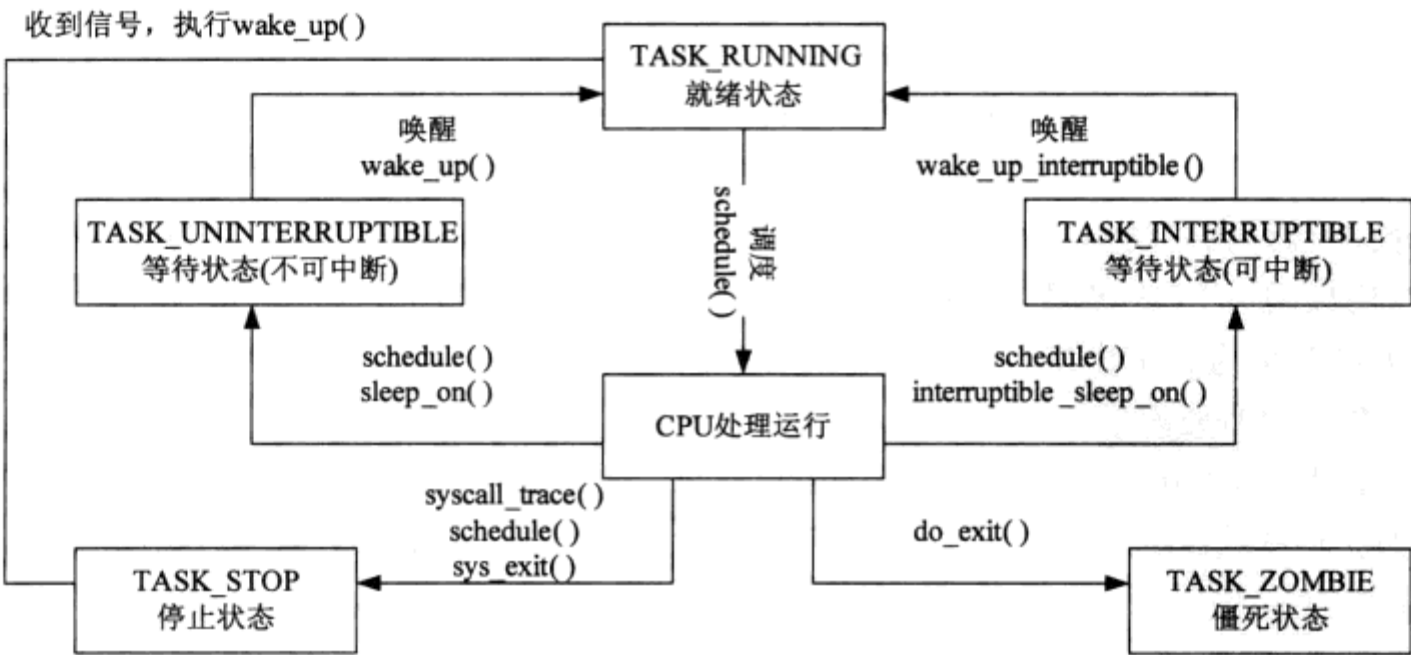 收到信号，执行wake_up( )
TASK_RUNNING
就绪状态
唤醒
wake_up( )
唤醒
wake_up_interruptible ()
调度
schedule( )
TASK_UNINTERRUPTIBLE
等待状态(不可中断)
TASK_INTERRUPTIBLE
等待状态(可中断)
schedule( )
sleep_on( )
CPU处理运行
schedule( )
interruptible _sleep_on( )
syscall_trace( )
schedule( )
sys_exit( )
do_exit( )
TASK_STOP
停止状态
TASK_ZOMBIE
僵死状态